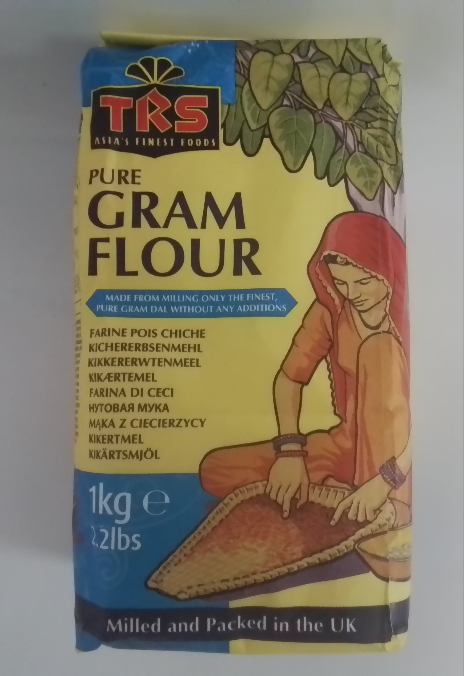 TRS
ASIA'S FINEST FOODS
PURE
GRAM
FLOUR
MADE FROM MILLING ONLY THE FINEST,
PURE GRAM DAL WITHOUT ANY ADDITIONS
FARINE POIS CHICHE
KICHERERBSENMEHL
KIKKERERWTENMEEL
KIKÆRTEMEL
FARINA DI CECI
НУТОВАЯ МУКА
MĄKA Z CIECIERZYCY
KIKERTMEL
KIKÄRTSMJÖL
1kg e
2.2lbs
Milled and Packed in the UK